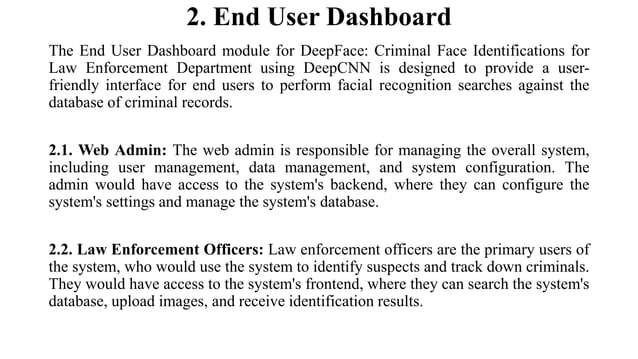 2. End User Dashboard
The End User Dashboard module for DeepFace: Criminal Face Identifications for
Law Enforcement Department using DeepCNN is designed to provide a user-
friendly interface for end users to perform facial recognition searches against the
database of criminal records.
2.1. Web Admin: The web admin is responsible for managing the overall system,
including user management, data management, and system configuration. The
admin would have access to the system's backend, where they can configure the
system's settings and manage the system's database.
2.2. Law Enforcement Officers: Law enforcement officers are the primary users of
the system, who would use the system to identify suspects and track down criminals.
They would have access to the system's frontend, where they can search the system's
database, upload images, and receive identification results.